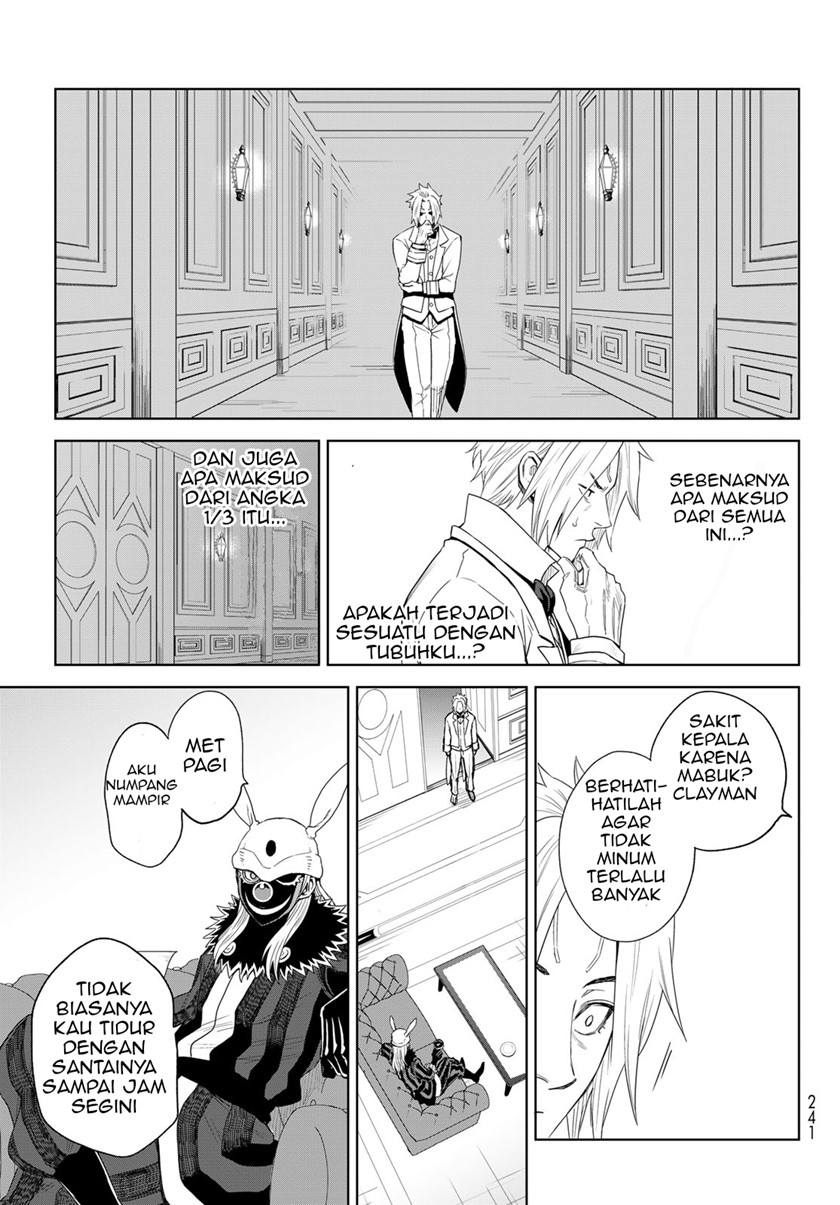 SEBENARNYA
APA MAKSUD
DARI SEMUA
INI...?
APAKAH TERJADI
SESUATU DENGAN
TUBUHKU...?
DAN JUGA
APA MAKSUD
DARI ANGKA
1/3 ITU...
SAKIT
KEPALA
KARENA
MABUK?
CLAYMAN
BERHATI-
HATILAH
AGAR
TIDAK
MINUM
TERLALU
BANYAK
MET
PAGI
AKU
NUMPANG
MAMPIR
TIDAK
BIASANYA
KAU TIDUR
DENGAN
SANTAINYA
SAMPAI JAM
SEGINI
241